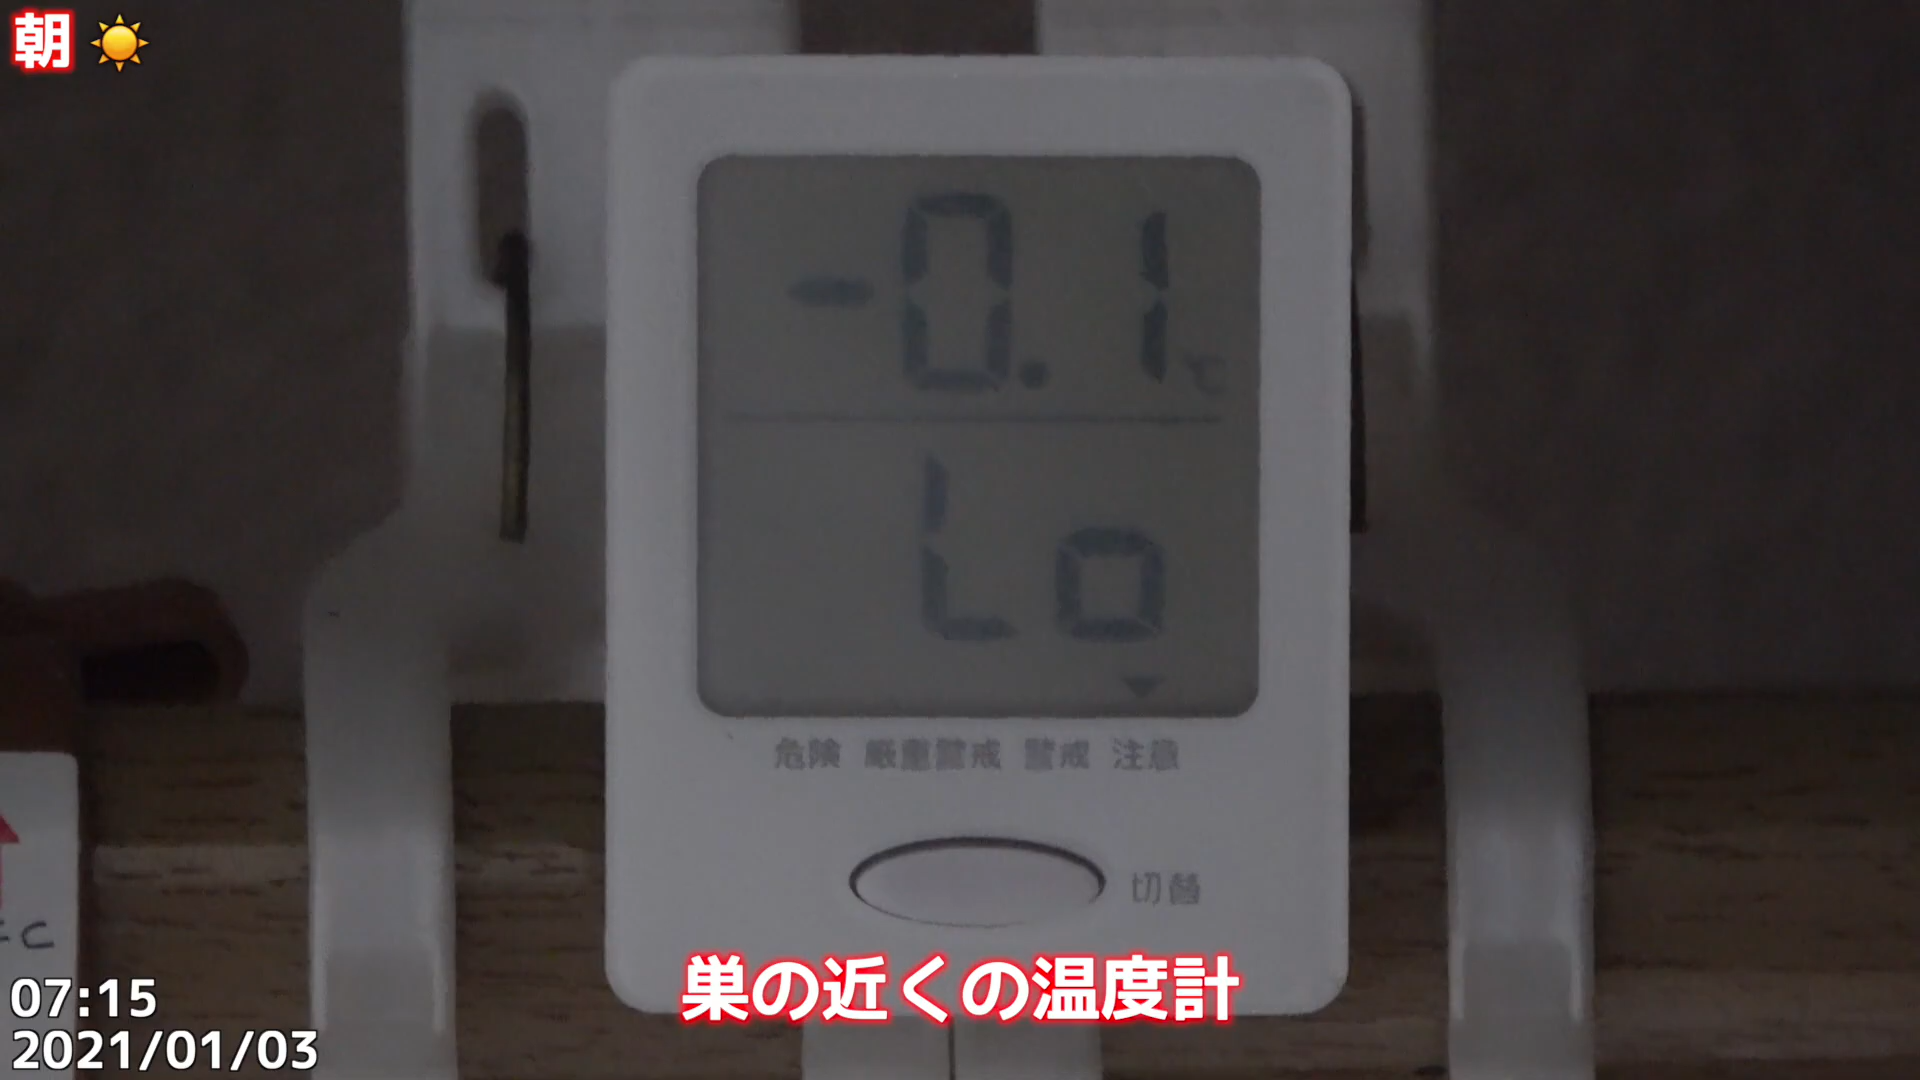 朝
-0.1℃
Lo
危険 厳重警戒 警戒 注意
切替
巣の近くの温度計
07:15
2021/01/03